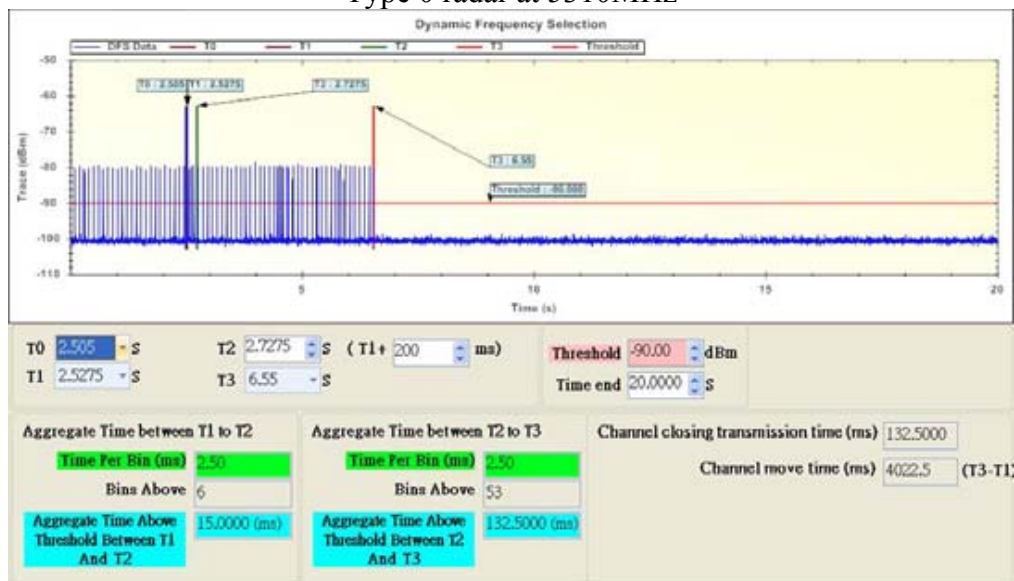 Type 0 radar at 5510MHz
Dynamic Frequency Selection
DFS Data T0 T1 T2 T3 Threshold
-50
T0 : 2.505 T1 : 2.5275 T2 : 2.7275
-60
-70
T3 : 6.55
-80
Threshold : -90.000
-90
-100
-110
Trace (dBm)
5 10 15 20
Time (s)
T0 2.505 S T2 2.7275 S ( T1+ 200 ms) Threshold -90.00 dBm
T1 2.5275 S T3 6.55 S Time end 20.0000 S
Aggregate Time between T1 to T2
Time Per Bin (ms) 2.50
Bins Above 6
Aggregate Time Above Threshold Between T1 And T2 15.0000 (ms)
Aggregate Time between T2 to T3
Time Per Bin (ms) 2.50
Bins Above 53
Aggregate Time Above Threshold Between T2 And T3 132.5000 (ms)
Channel closing transmission time (ms) 132.5000
Channel move time (ms) 4022.5 (T3-T1)